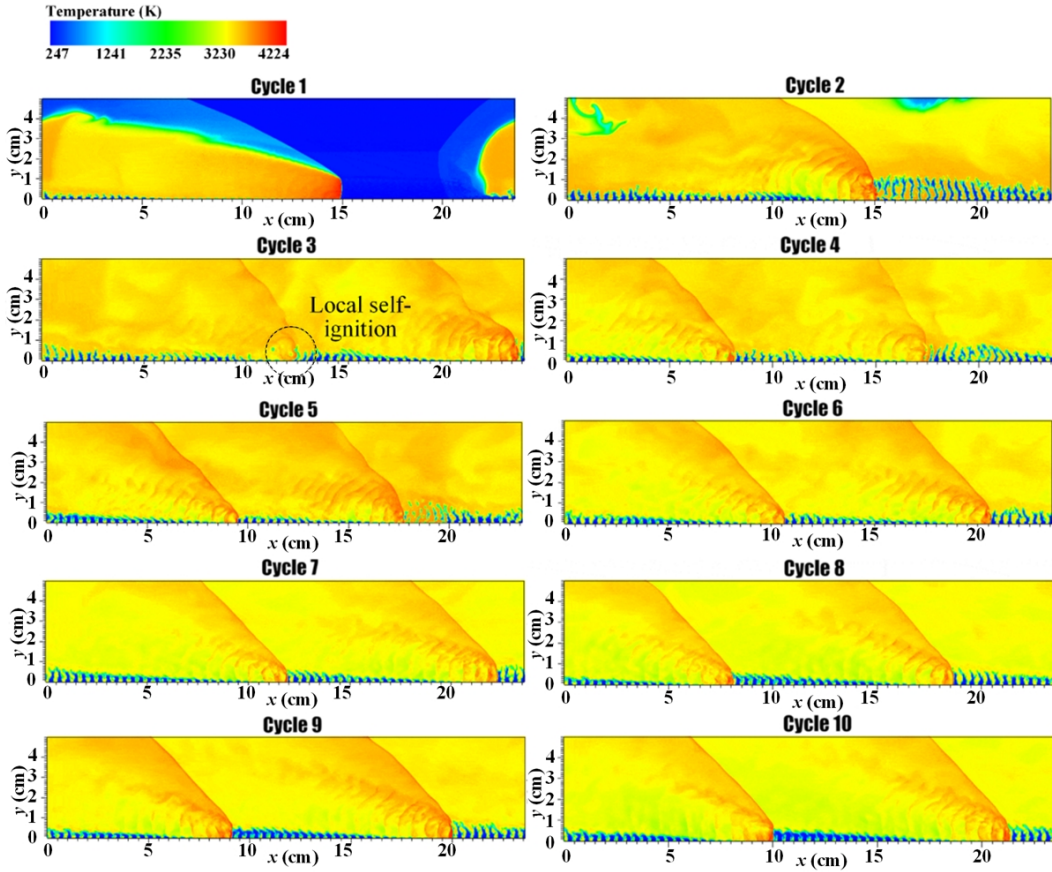 Temperature (K)
247 1241 2235 3230 4224
Cycle 1
y (cm)
4
3
2
1
0
0 5 10 15 20
x (cm)
Cycle 2
y (cm)
4
3
2
1
0
0 5 10 15 20
x (cm)
Cycle 3
y (cm)
4
3
2
1
0
Local self-
ignition
0 5 10 15 20
x (cm)
Cycle 4
y (cm)
4
3
2
1
0
0 5 10 15 20
x (cm)
Cycle 5
y (cm)
4
3
2
1
0
0 5 10 15 20
x (cm)
Cycle 6
y (cm)
4
3
2
1
0
0 5 10 15 20
x (cm)
Cycle 7
y (cm)
4
3
2
1
0
0 5 10 15 20
x (cm)
Cycle 8
y (cm)
4
3
2
1
0
0 5 10 15 20
x (cm)
Cycle 9
y (cm)
4
3
2
1
0
0 5 10 15 20
x (cm)
Cycle 10
y (cm)
4
3
2
1
0
0 5 10 15 20
x (cm)